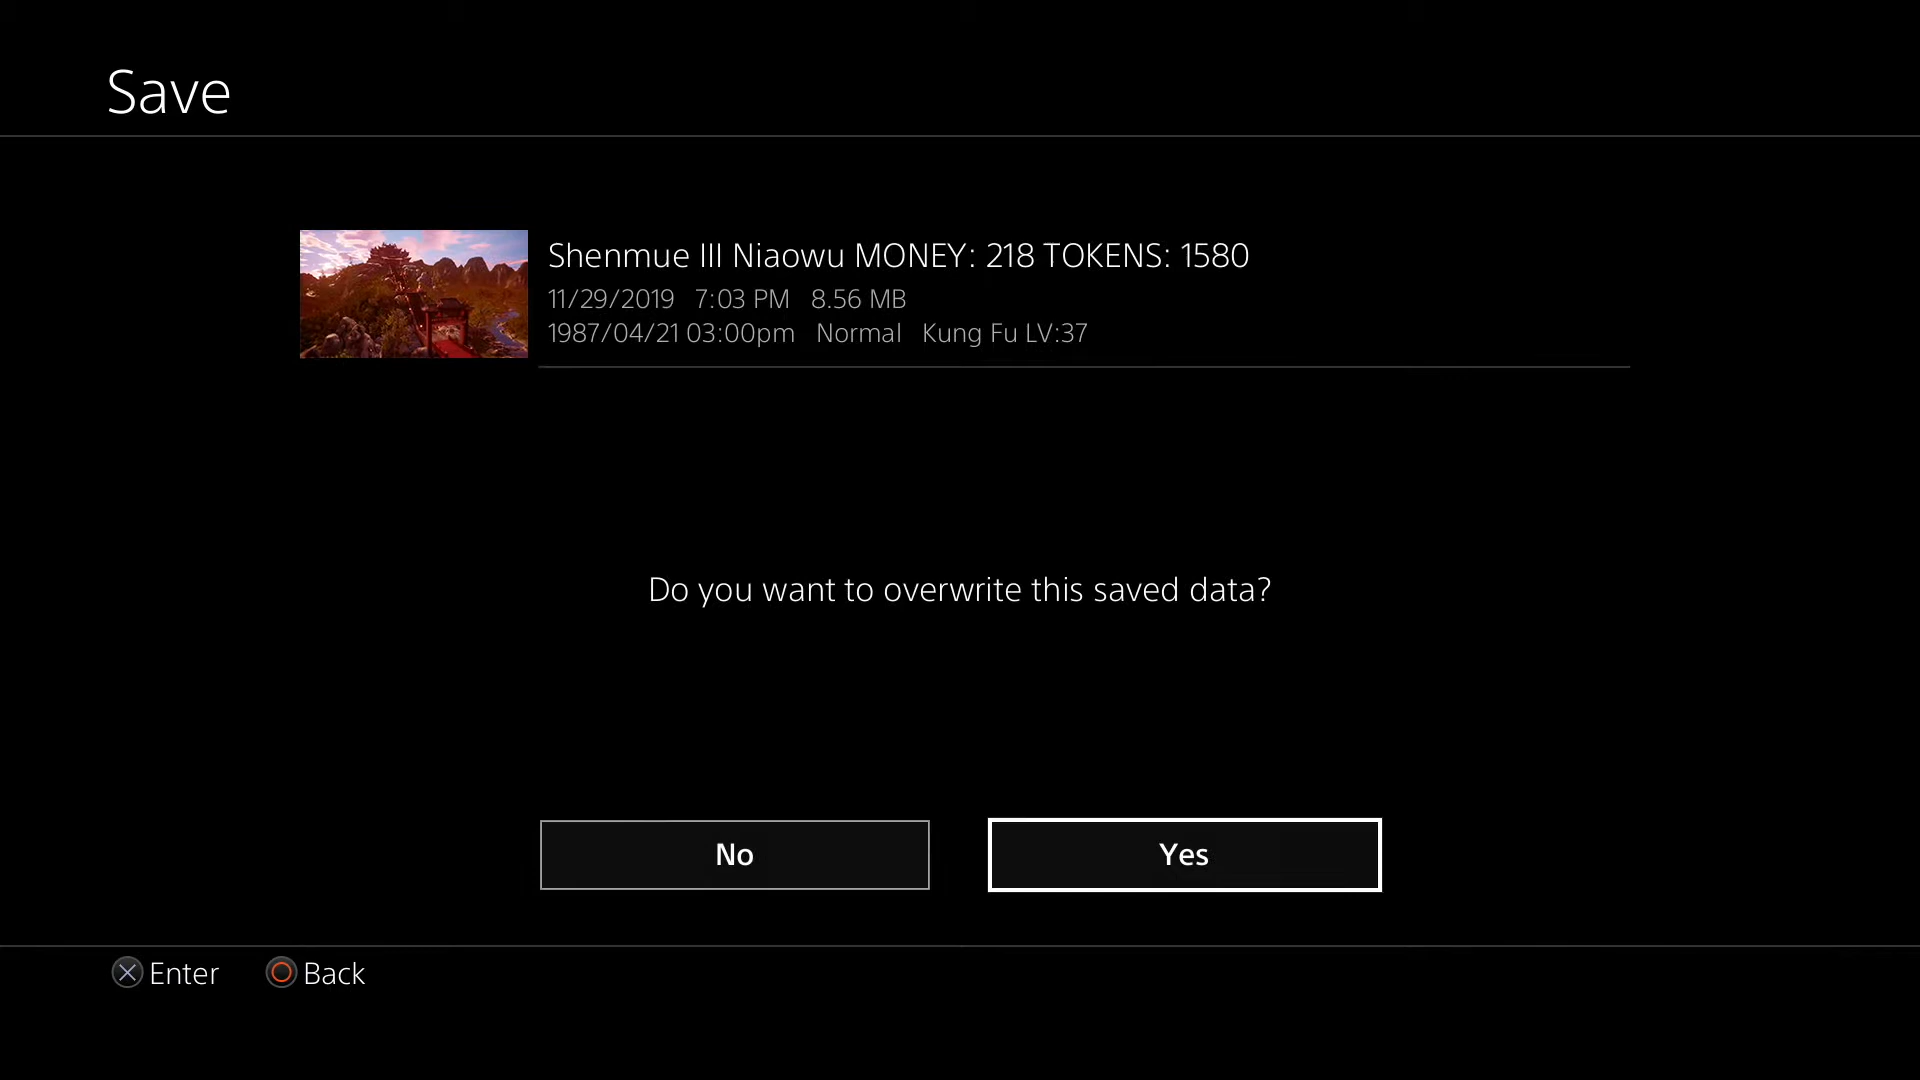 Save
Shenmue III Niaowu MONEY: 218 TOKENS: 1580
11/29/2019 7:03 PM 8.56 MB
1987/04/21 03:00pm Normal Kung Fu LV:37
Do you want to overwrite this saved data?
No Yes
Enter Back